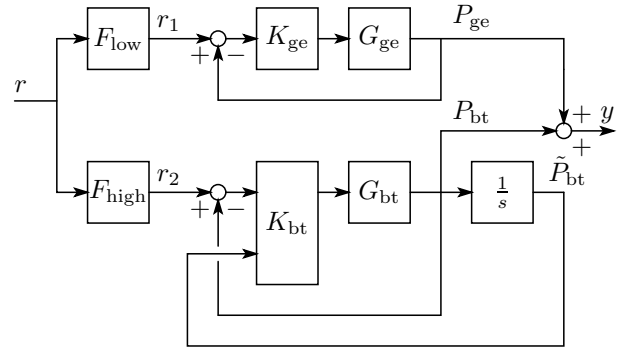 F_low r_1 + − K_ge G_ge P_ge
r
+ y
+
P_bt
F_high r_2 + − K_bt G_bt 1/s P̃_bt